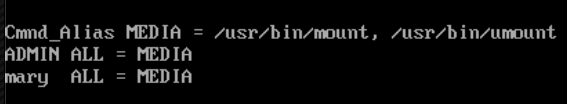 Cmnd_Alias MEDIA = /usr/bin/mount, /usr/bin/umount
ADMIN ALL = MEDIA
mary  ALL = MEDIA